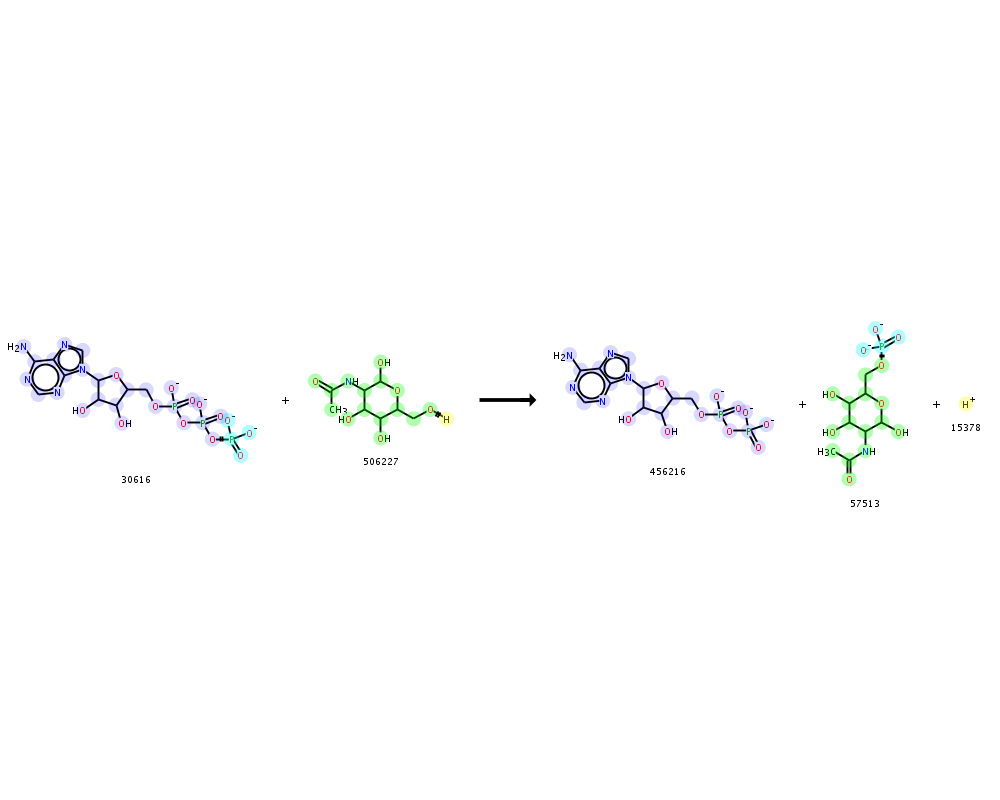 H2N N N N N O HO OH O P O- O O P O- O O P O- O- O
30616
+
O NH CH3 OH O HO OH O H
506227
H2N N N N N O HO OH O P O- O O P O- O- O
456216
+
O- O- P O O HO O HO OH NH H3C O
57513
+
H+
15378